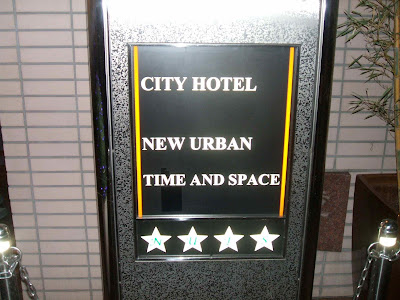 CITY HOTEL
NEW URBAN
TIME AND SPACE
N H I S